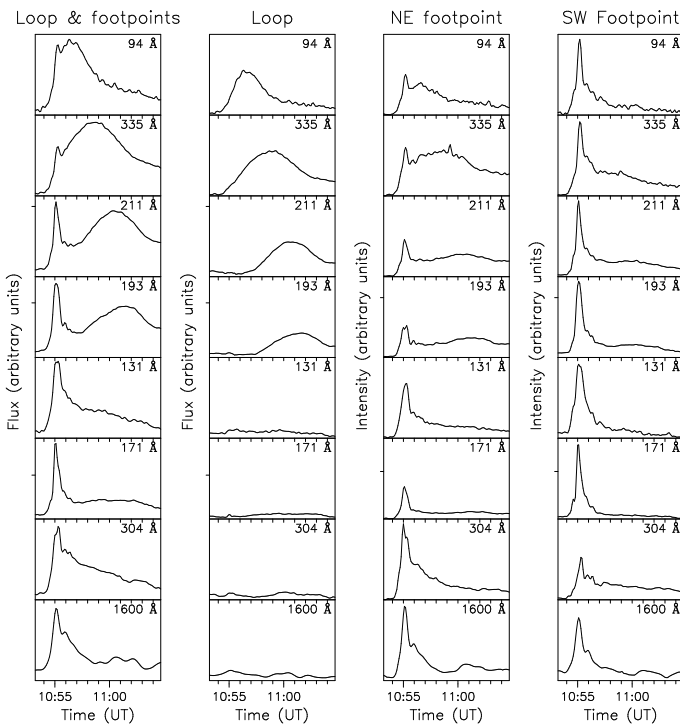 Loop & footpoints
Loop
NE footpoint
SW Footpoint
94 Å
94 Å
94 Å
94 Å
335 Å
335 Å
335 Å
335 Å
211 Å
211 Å
211 Å
211 Å
193 Å
193 Å
193 Å
193 Å
131 Å
131 Å
131 Å
131 Å
171 Å
171 Å
171 Å
171 Å
304 Å
304 Å
304 Å
304 Å
1600 Å
1600 Å
1600 Å
1600 Å
Flux (arbitrary units)
Flux (arbitrary units)
Intensity (arbitrary units)
Intensity (arbitrary units)
10:55 11:00
10:55 11:00
10:55 11:00
10:55 11:00
Time (UT)
Time (UT)
Time (UT)
Time (UT)